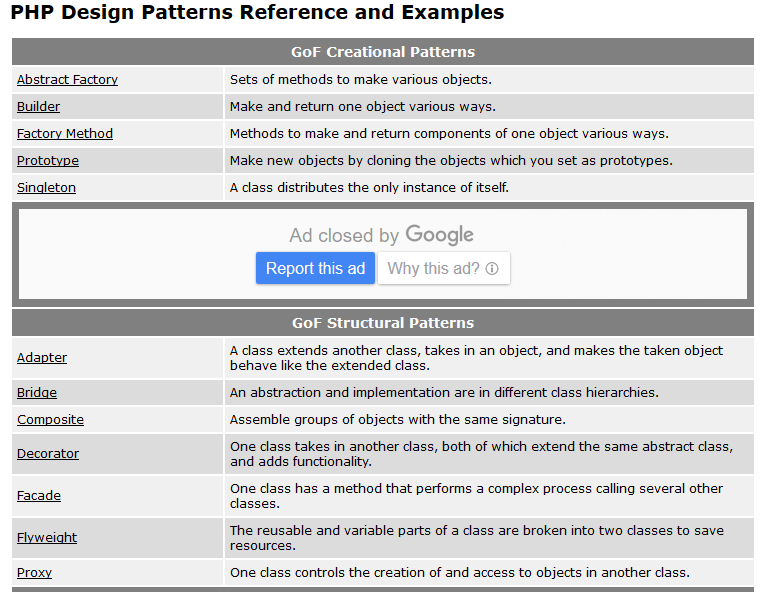 PHP Design Patterns Reference and Examples
GoF Creational Patterns
Abstract Factory Sets of methods to make various objects.
Builder Make and return one object various ways.
Factory Method Methods to make and return components of one object various ways.
Prototype Make new objects by cloning the objects which you set as prototypes.
Singleton A class distributes the only instance of itself.
Ad closed by Google
Report this ad Why this ad?
GoF Structural Patterns
Adapter A class extends another class, takes in an object, and makes the taken object
behave like the extended class.
Bridge An abstraction and implementation are in different class hierarchies.
Composite Assemble groups of objects with the same signature.
Decorator One class takes in another class, both of which extend the same abstract class,
and adds functionality.
Facade One class has a method that performs a complex process calling several other
classes.
Flyweight The reusable and variable parts of a class are broken into two classes to save
resources.
Proxy One class controls the creation of and access to objects in another class.